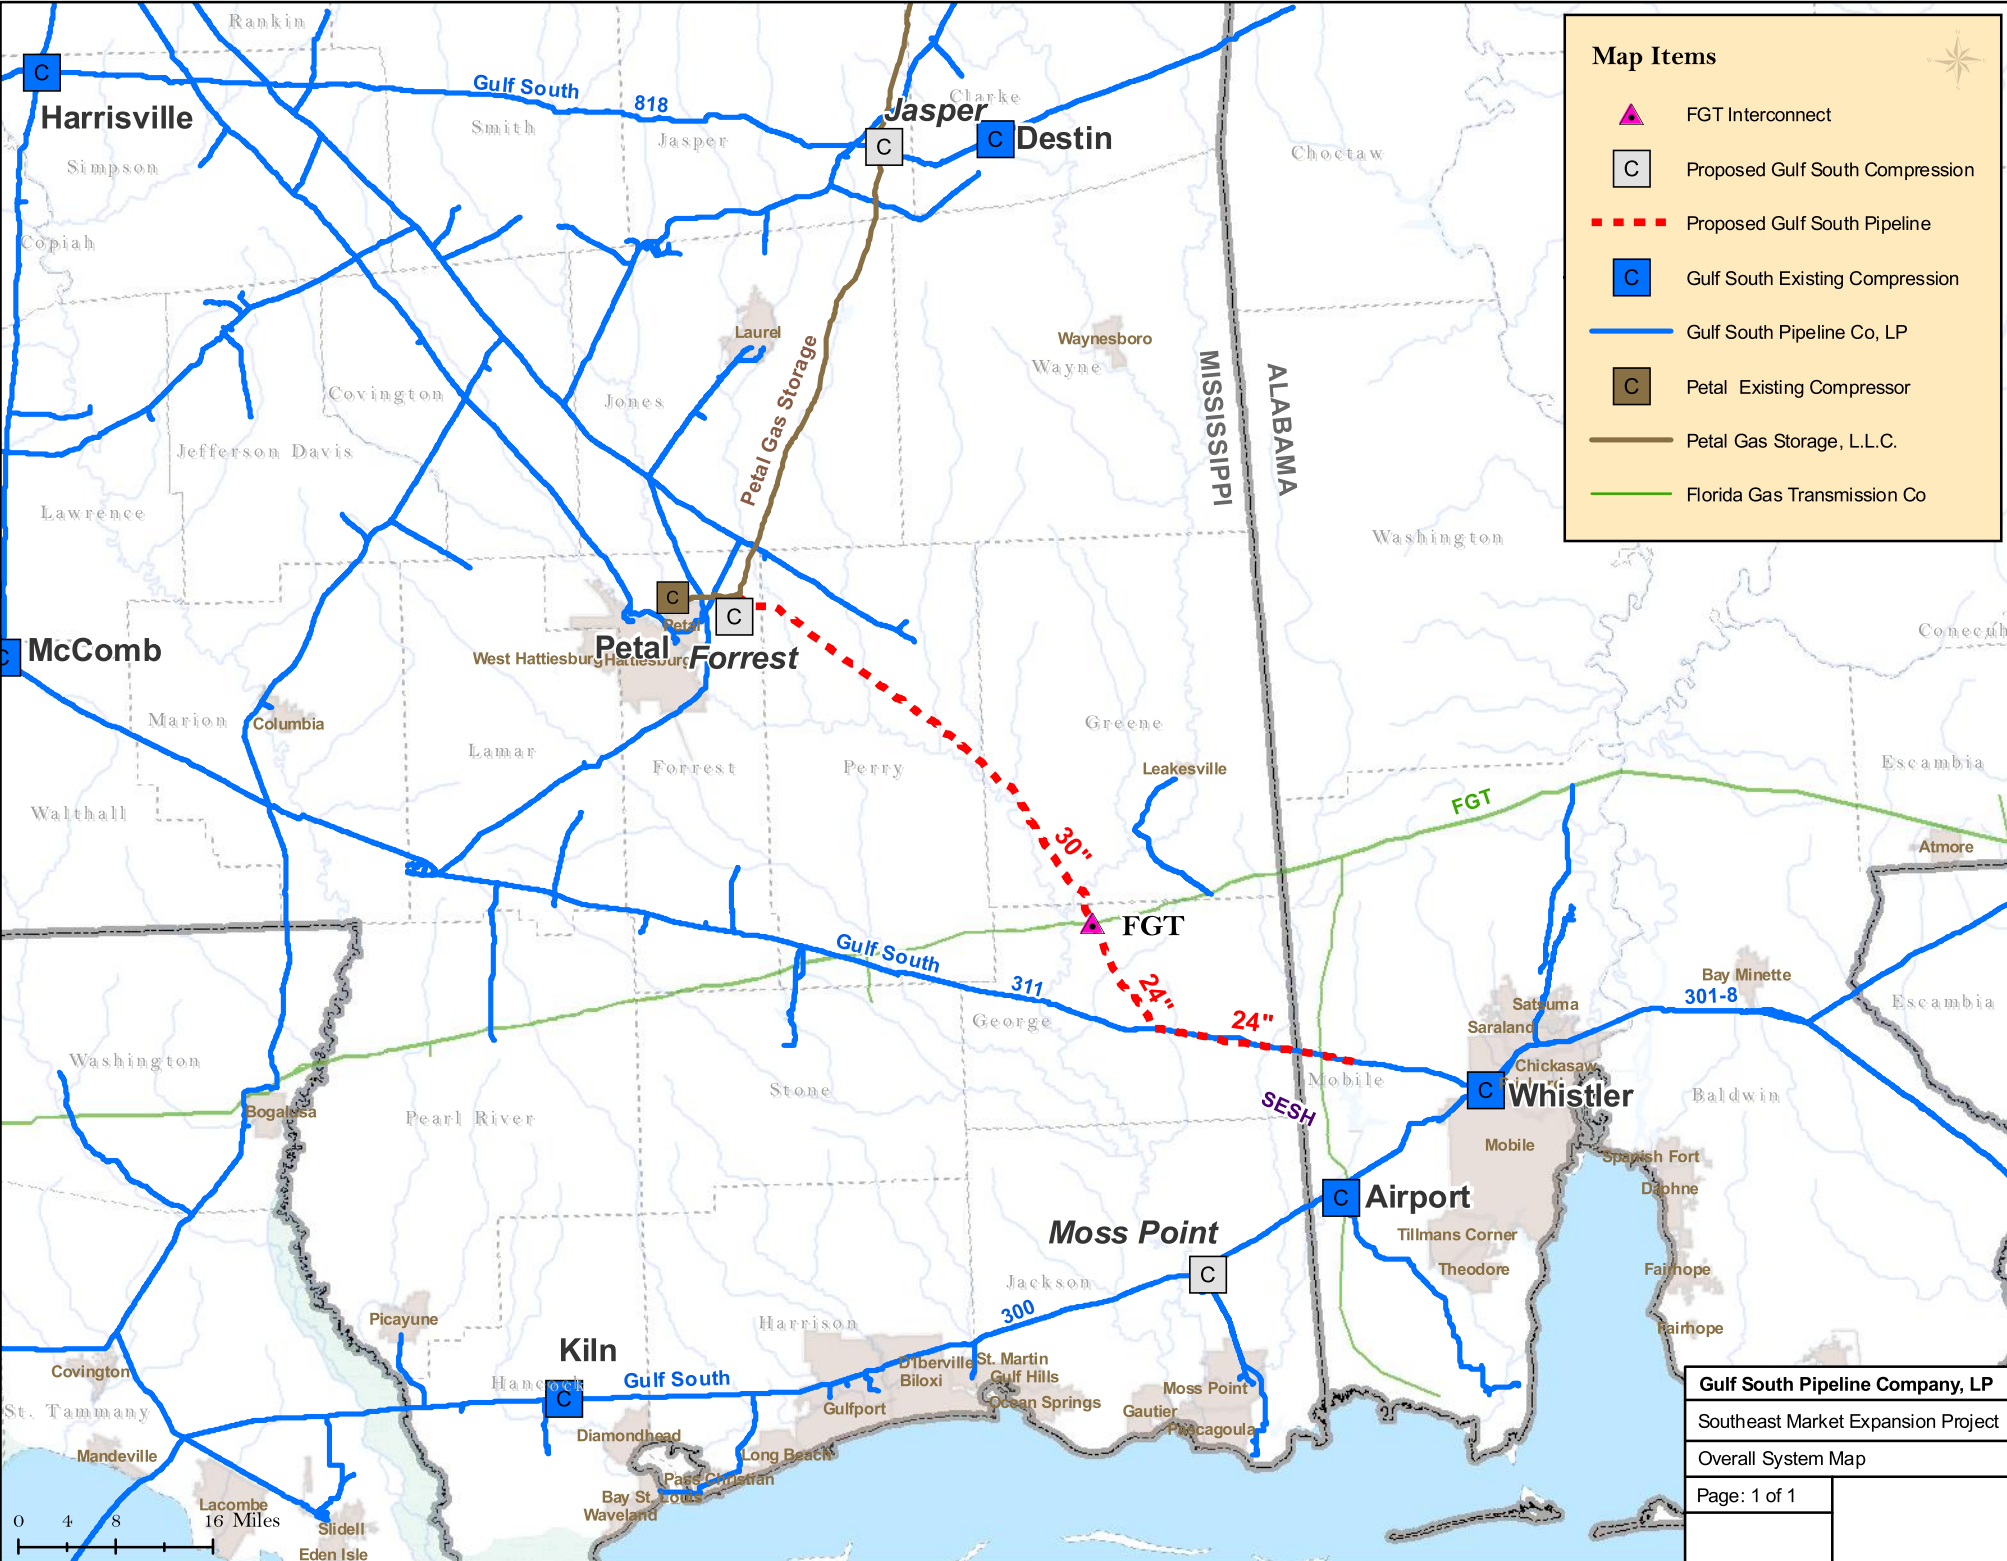 Rankin
Harrisville
Gulf South
818
Smith
Simpson
Jasper
Jasper
Clarke
Destin
Choctaw
Copiah
Map Items
FGT Interconnect
C Proposed Gulf South Compression
Proposed Gulf South Pipeline
C Gulf South Existing Compression
Gulf South Pipeline Co, LP
C Petal Existing Compressor
Petal Gas Storage, L.L.C.
Florida Gas Transmission Co
C
C
C
Laurel
Waynesboro
Wayne
MISSISSIPPI
ALABAMA
Covington
Jones
Petal Gas Storage
Jefferson Davis
Lawrence
Washington
C
C
Petal
Petal
Forrest
West Hattiesburg
Hattiesburg
C
McComb
Conecuh
Marion
Columbia
Lamar
Forrest
Perry
Greene
Leakesville
Escambia
Walthall
FGT
30"
Atmore
FGT
Gulf South
311
24"
24"
George
Bay Minette
301-8
Satsuma
Saraland
Escambia
Washington
Bogalusa
Pearl River
Stone
Mobile
SESH
Chickasaw
C
Whistler
Baldwin
Mobile
Spanish Fort
Daphne
C
Airport
Tillmans Corner
Theodore
Fairhope
Fairhope
Moss Point
C
Jackson
300
Harrison
Picayune
Kiln
C
Hancock
Gulf South
D'Iberville
Biloxi
St. Martin
Gulf Hills
Ocean Springs
Gulfport
Moss Point
Gautier
Pascagoula
Covington
St. Tammany
Mandeville
Diamondhead
Long Beach
Pass Christian
Bay St. Louis
Waveland
Lacombe
Slidell
Eden Isle
0 4 8 16 Miles
Gulf South Pipeline Company, LP
Southeast Market Expansion Project
Overall System Map
Page: 1 of 1